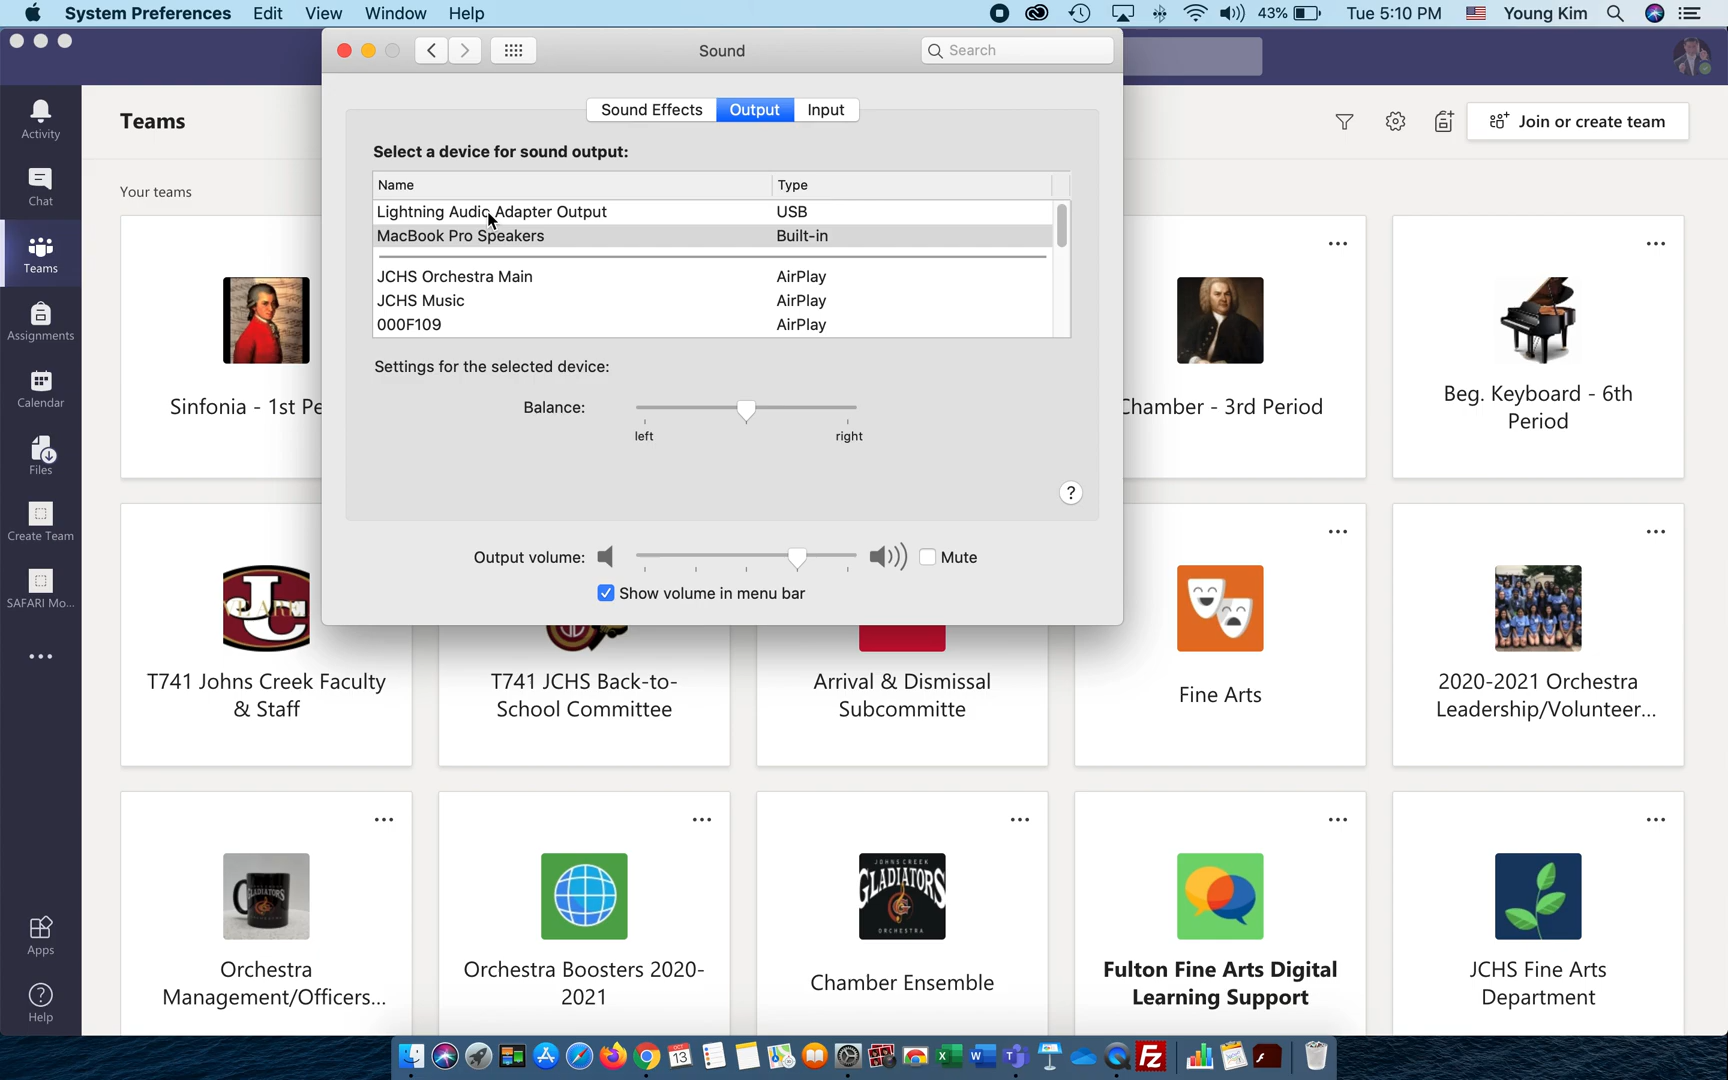 System Preferences Edit View Window Help
43% Tue 5:10 PM Young Kim
Sound
Search
Sound Effects Output Input
Select a device for sound output:
Name Type
Lightning Audio Adapter Output USB
MacBook Pro Speakers Built-in
JCHS Orchestra Main AirPlay
JCHS Music AirPlay
000F109 AirPlay
Settings for the selected device:
Balance:
left right
?
Output volume: Mute
Show volume in menu bar
Activity
Chat
Teams
Assignments
Calendar
Files
Create Team
SAFARI Mo...
Apps
Help
Teams
Join or create team
Your teams
Sinfonia - 1st Pe
Chamber - 3rd Period
Beg. Keyboard - 6th
Period
T741 Johns Creek Faculty
& Staff
T741 JCHS Back-to-
School Committee
Arrival & Dismissal
Subcommitte
Fine Arts
2020-2021 Orchestra
Leadership/Volunteer...
Orchestra
Management/Officers...
Orchestra Boosters 2020-
2021
JOHNS CREEK
GLADIATORS
ORCHESTRA
Chamber Ensemble
Fulton Fine Arts Digital
Learning Support
JCHS Fine Arts
Department
OCT
13